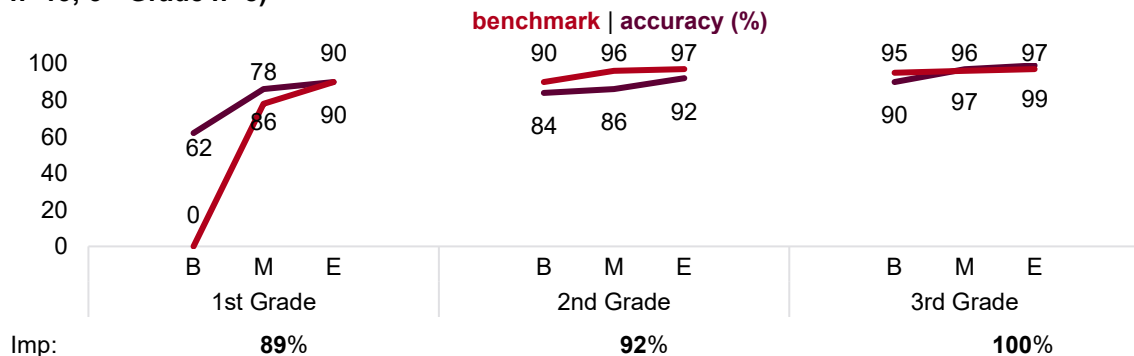 benchmark | accuracy (%)
90 96 97 95 96 97
100 78 90
80
60 62 86 90 84 86 92 90 97 99
40
20 0
0
B M E B M E B M E
1st Grade 2nd Grade 3rd Grade
Imp: 89% 92% 100%